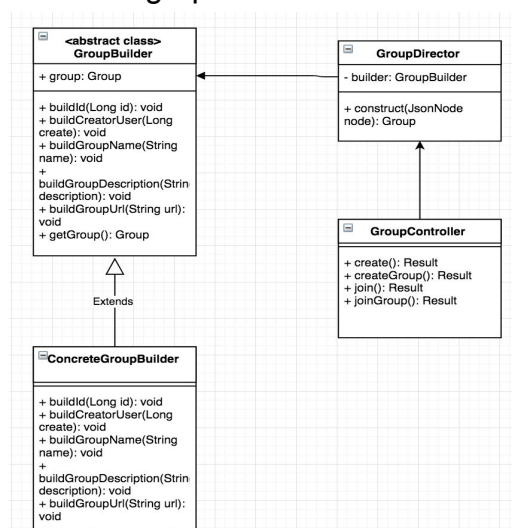 <abstract class>
GroupBuilder
+ group: Group
+ buildId(Long id): void
+ buildCreatorUser(Long
create): void
+ buildGroupName(String
name): void
+
buildGroupDescription(Strin
description): void
+ buildGroupUrl(String url):
void
+ getGroup(): Group
GroupDirector
- builder: GroupBuilder
+ construct(JsonNode
node): Group
GroupController
+ create(): Result
+ createGroup(): Result
+ join(): Result
+ joinGroup(): Result
Extends
ConcreteGroupBuilder
+ buildId(Long id): void
+ buildCreatorUser(Long
create): void
+ buildGroupName(String
name): void
+
buildGroupDescription(Strin
description): void
+ buildGroupUrl(String url):
void